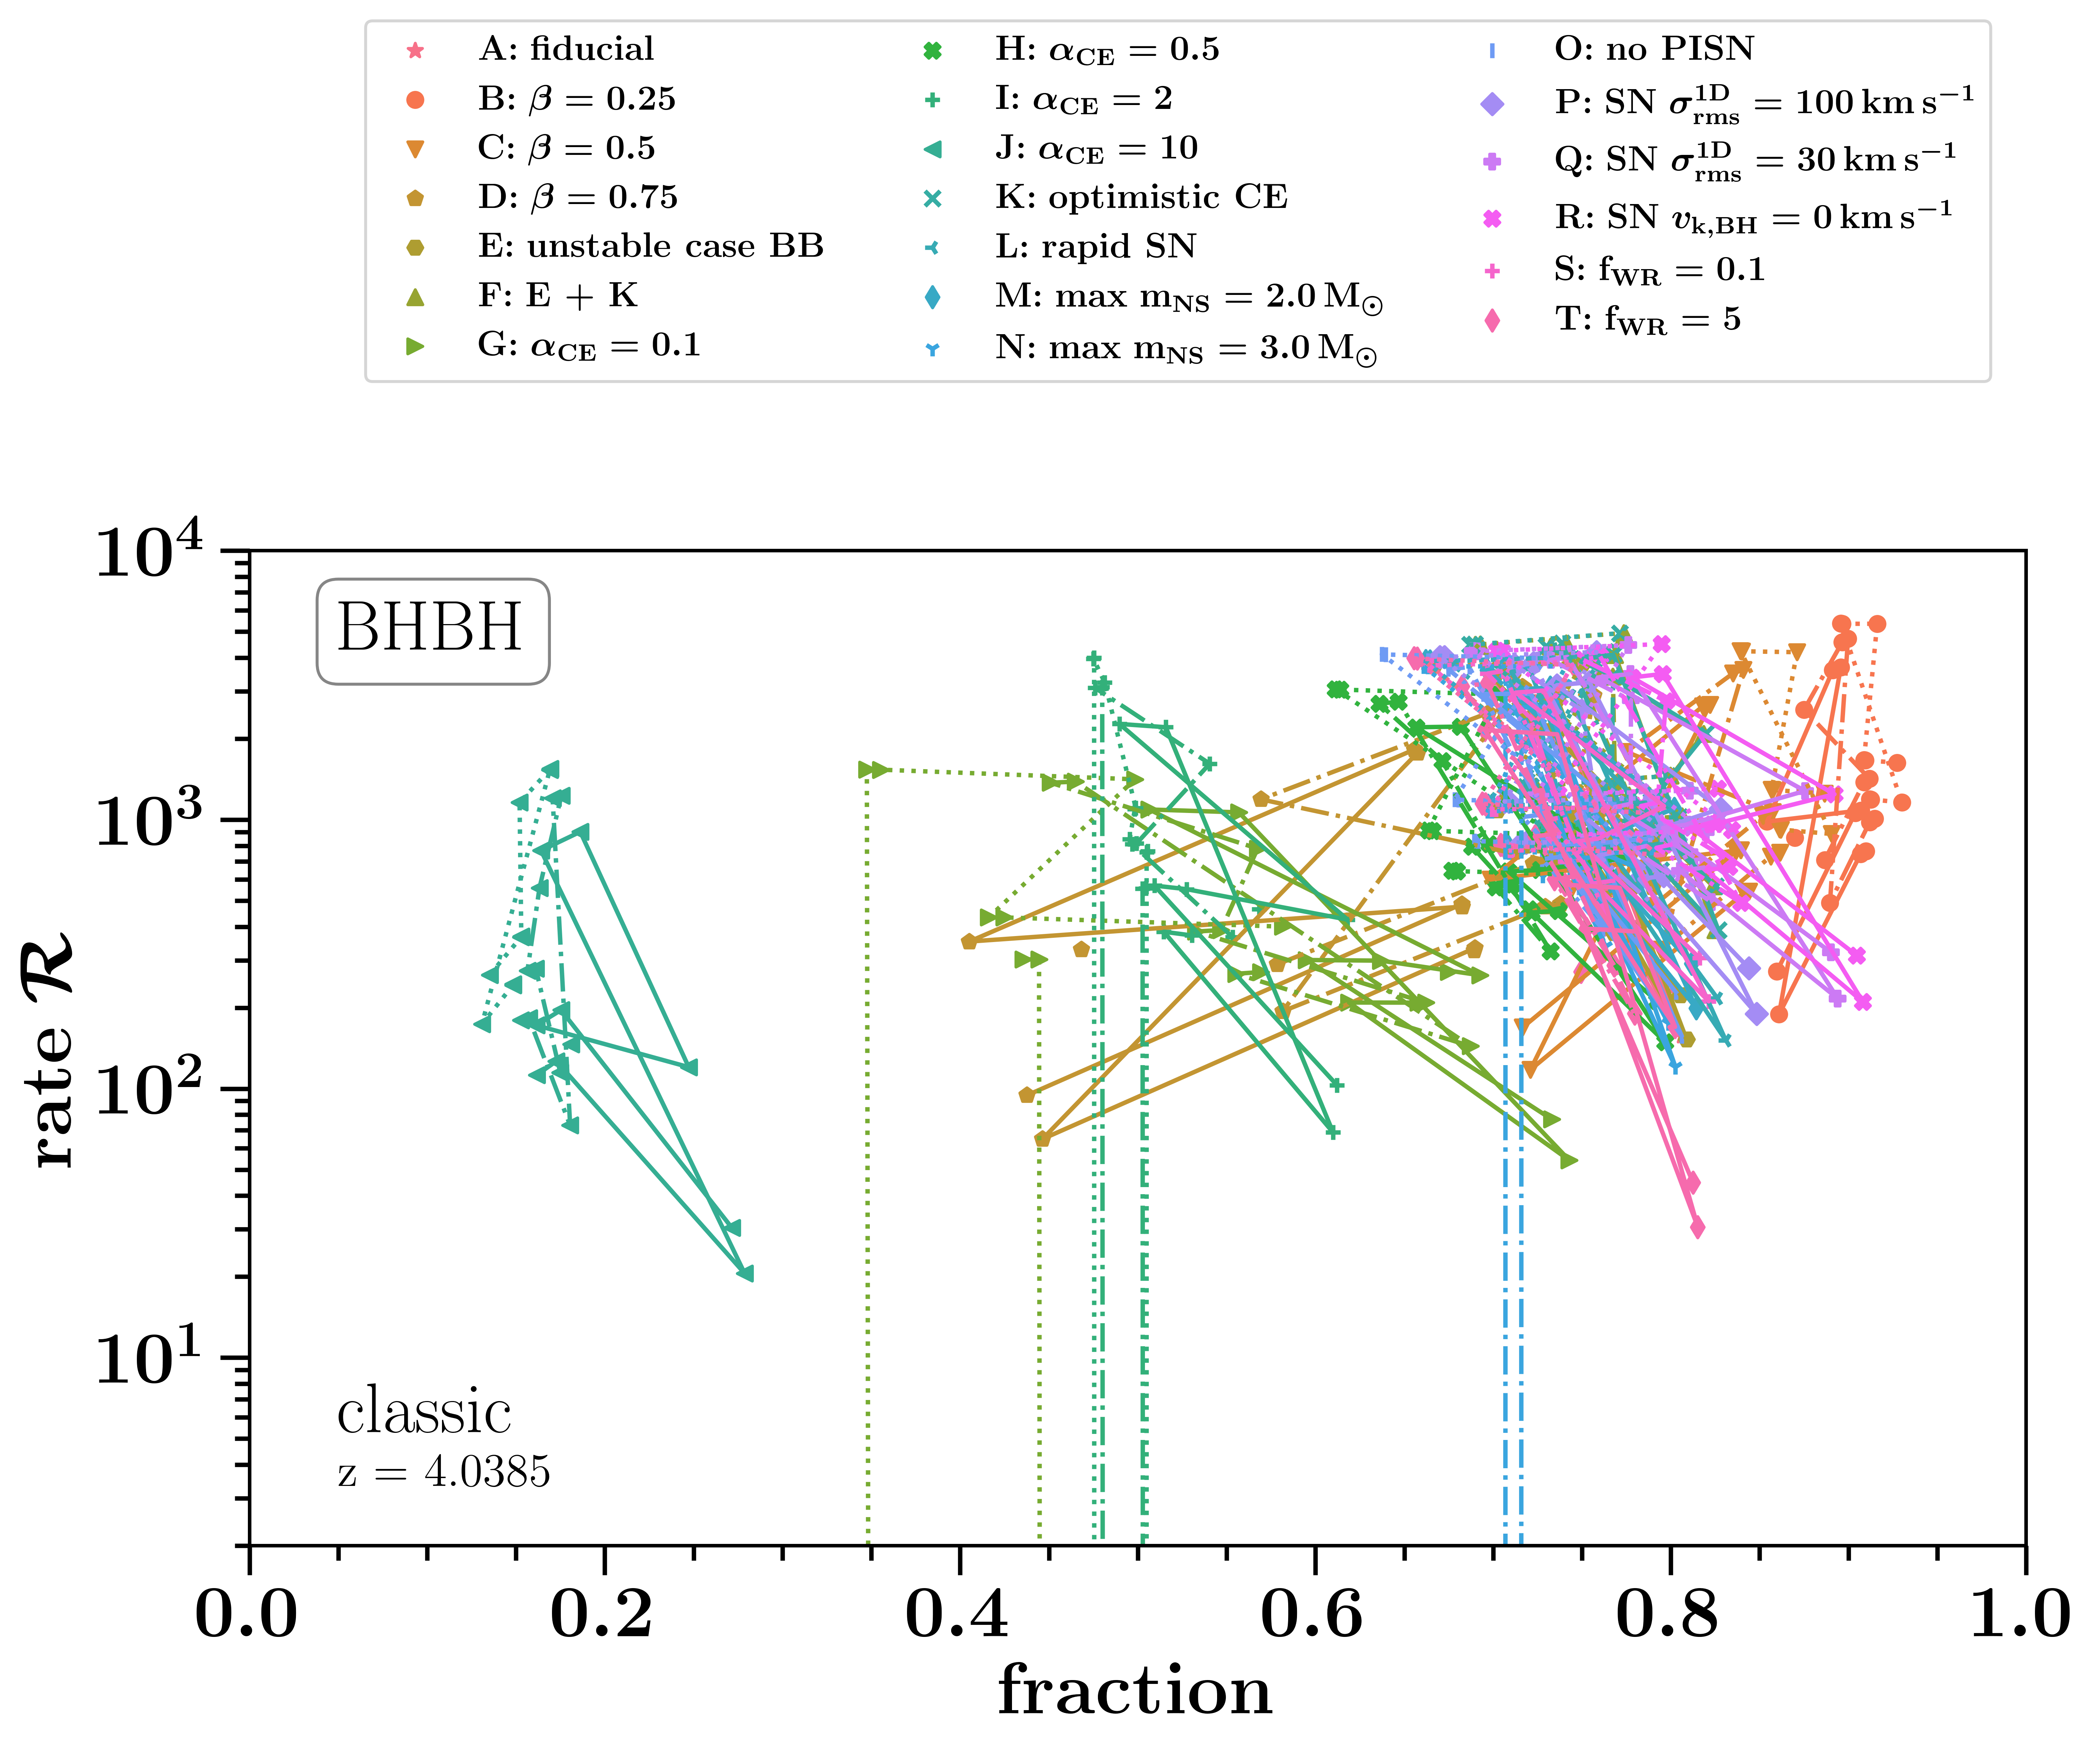 A: fiducial
B: β = 0.25
C: β = 0.5
D: β = 0.75
E: unstable case BB
F: E + K
G: α_CE = 0.1
H: α_CE = 0.5
I: α_CE = 2
J: α_CE = 10
K: optimistic CE
L: rapid SN
M: max m_NS = 2.0 M_⊙
N: max m_NS = 3.0 M_⊙
O: no PISN
P: SN σ_rms^1D = 100 km s^−1
Q: SN σ_rms^1D = 30 km s^−1
R: SN v_k,BH = 0 km s^−1
S: f_WR = 0.1
T: f_WR = 5
BHBH
10^4
10^3
10^2
10^1
rate ℛ
classic
z = 4.0385
0.0 0.2 0.4 0.6 0.8 1.0
fraction